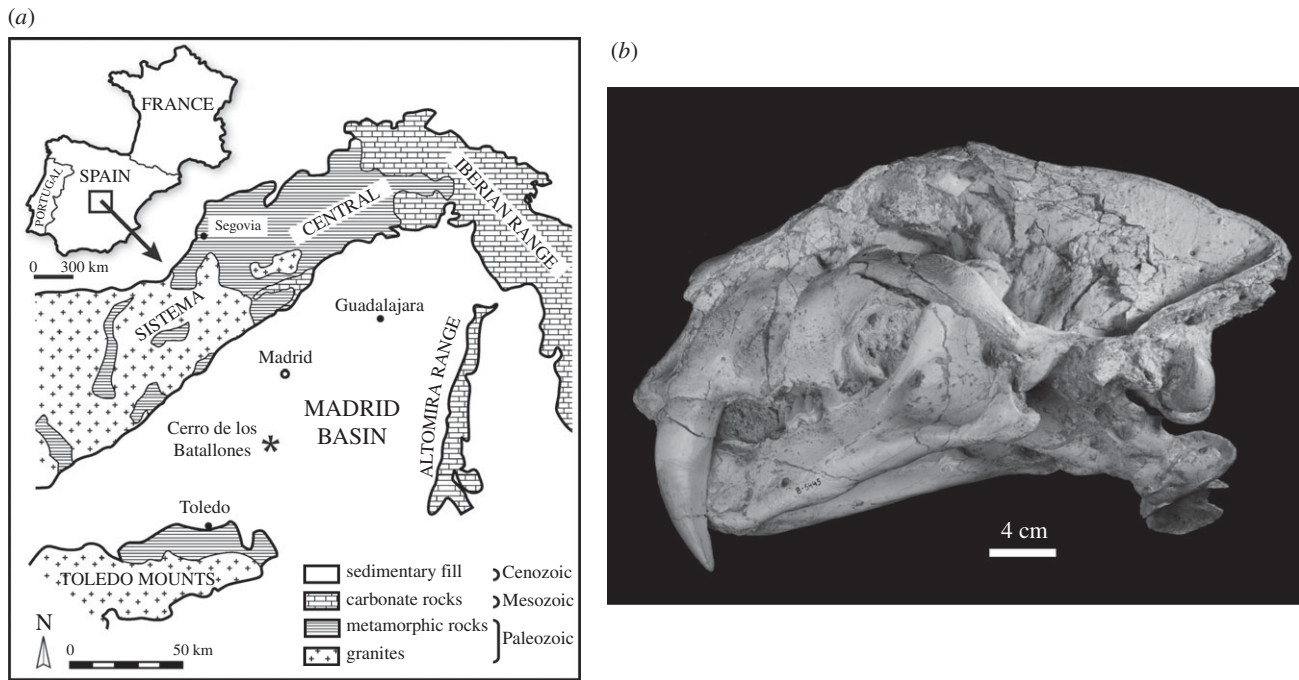 (a)
FRANCE
SPAIN
PORTUGAL
0 300 km
Segovia
CENTRAL
IBERIAN RANGE
SISTEMA
Guadalajara
Madrid
MADRID
BASIN
ALTOMIRA RANGE
Cerro de los
Batallones
*
Toledo
TOLEDO MOUNTS
sedimentary fill
Cenozoic
carbonate rocks
Mesozoic
metamorphic rocks
granites
Paleozoic
N
0 50 km
(b)
B-5445
4 cm